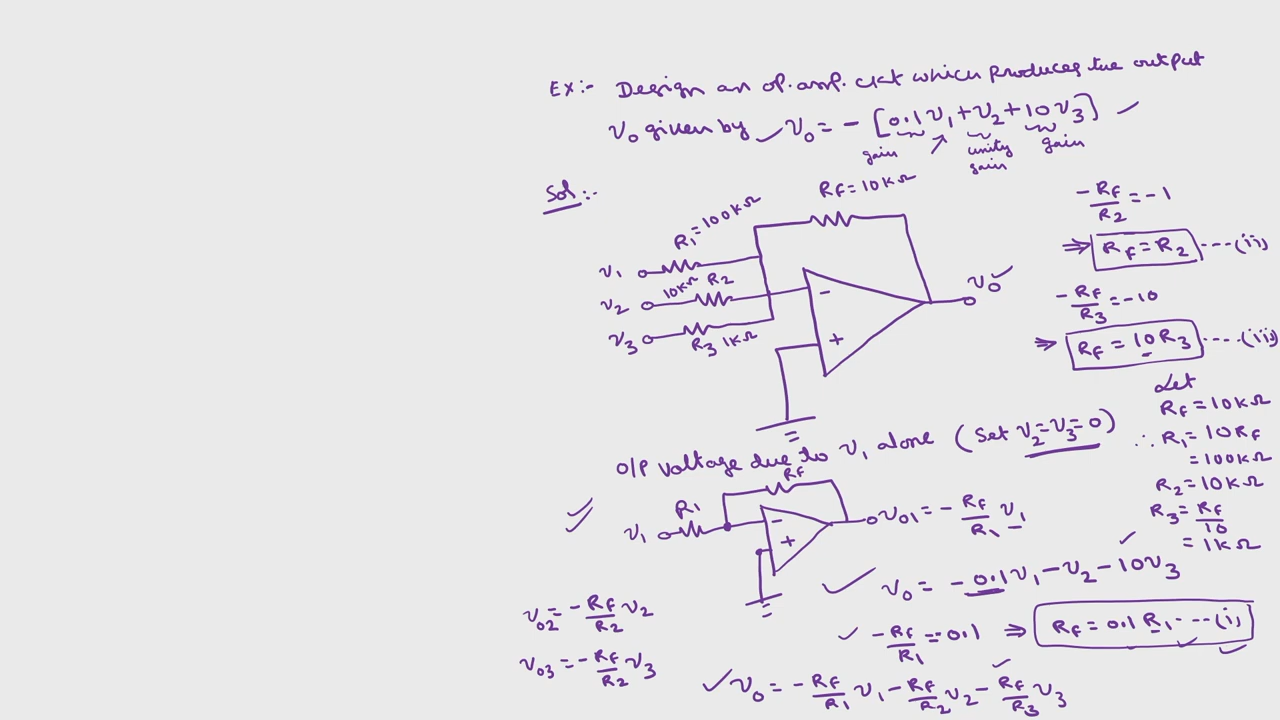 Ex:- Design an op.amp. ckt which produces the output
v₀ given by v₀ = - [0.1v₁+v₂+10v₃]
gain unity gain
gain
Sol:-
R₁=100KΩ
RF=10KΩ
v₁
10KΩ R₂
v₂
v₃
R₃ 1KΩ
-
+
v₀
-RF/R₂ = -1
⇒ RF = R₂ ----(ii)
-RF/R₃ = -10
⇒ RF = 10R₃ ----(iii)
Let
RF = 10KΩ
∴ R₁ = 10RF
= 100KΩ
R₂ = 10KΩ
R₃ = RF/10
= 1KΩ
O/P voltage due to v₁ alone (Set v₂=v₃=0)
RF
R₁
v₁
-
+
v₀₁ = - RF/R₁ v₁
v₀ = -0.1v₁-v₂-10v₃
v₀₂ = -RF/R₂ v₂
-RF/R₁ = -0.1 ⇒ RF = 0.1 R₁ ---(i)
v₀₃ = -RF/R₂ v₃
v₀ = -RF/R₁ v₁ - RF/R₂ v₂ - RF/R₃ v₃